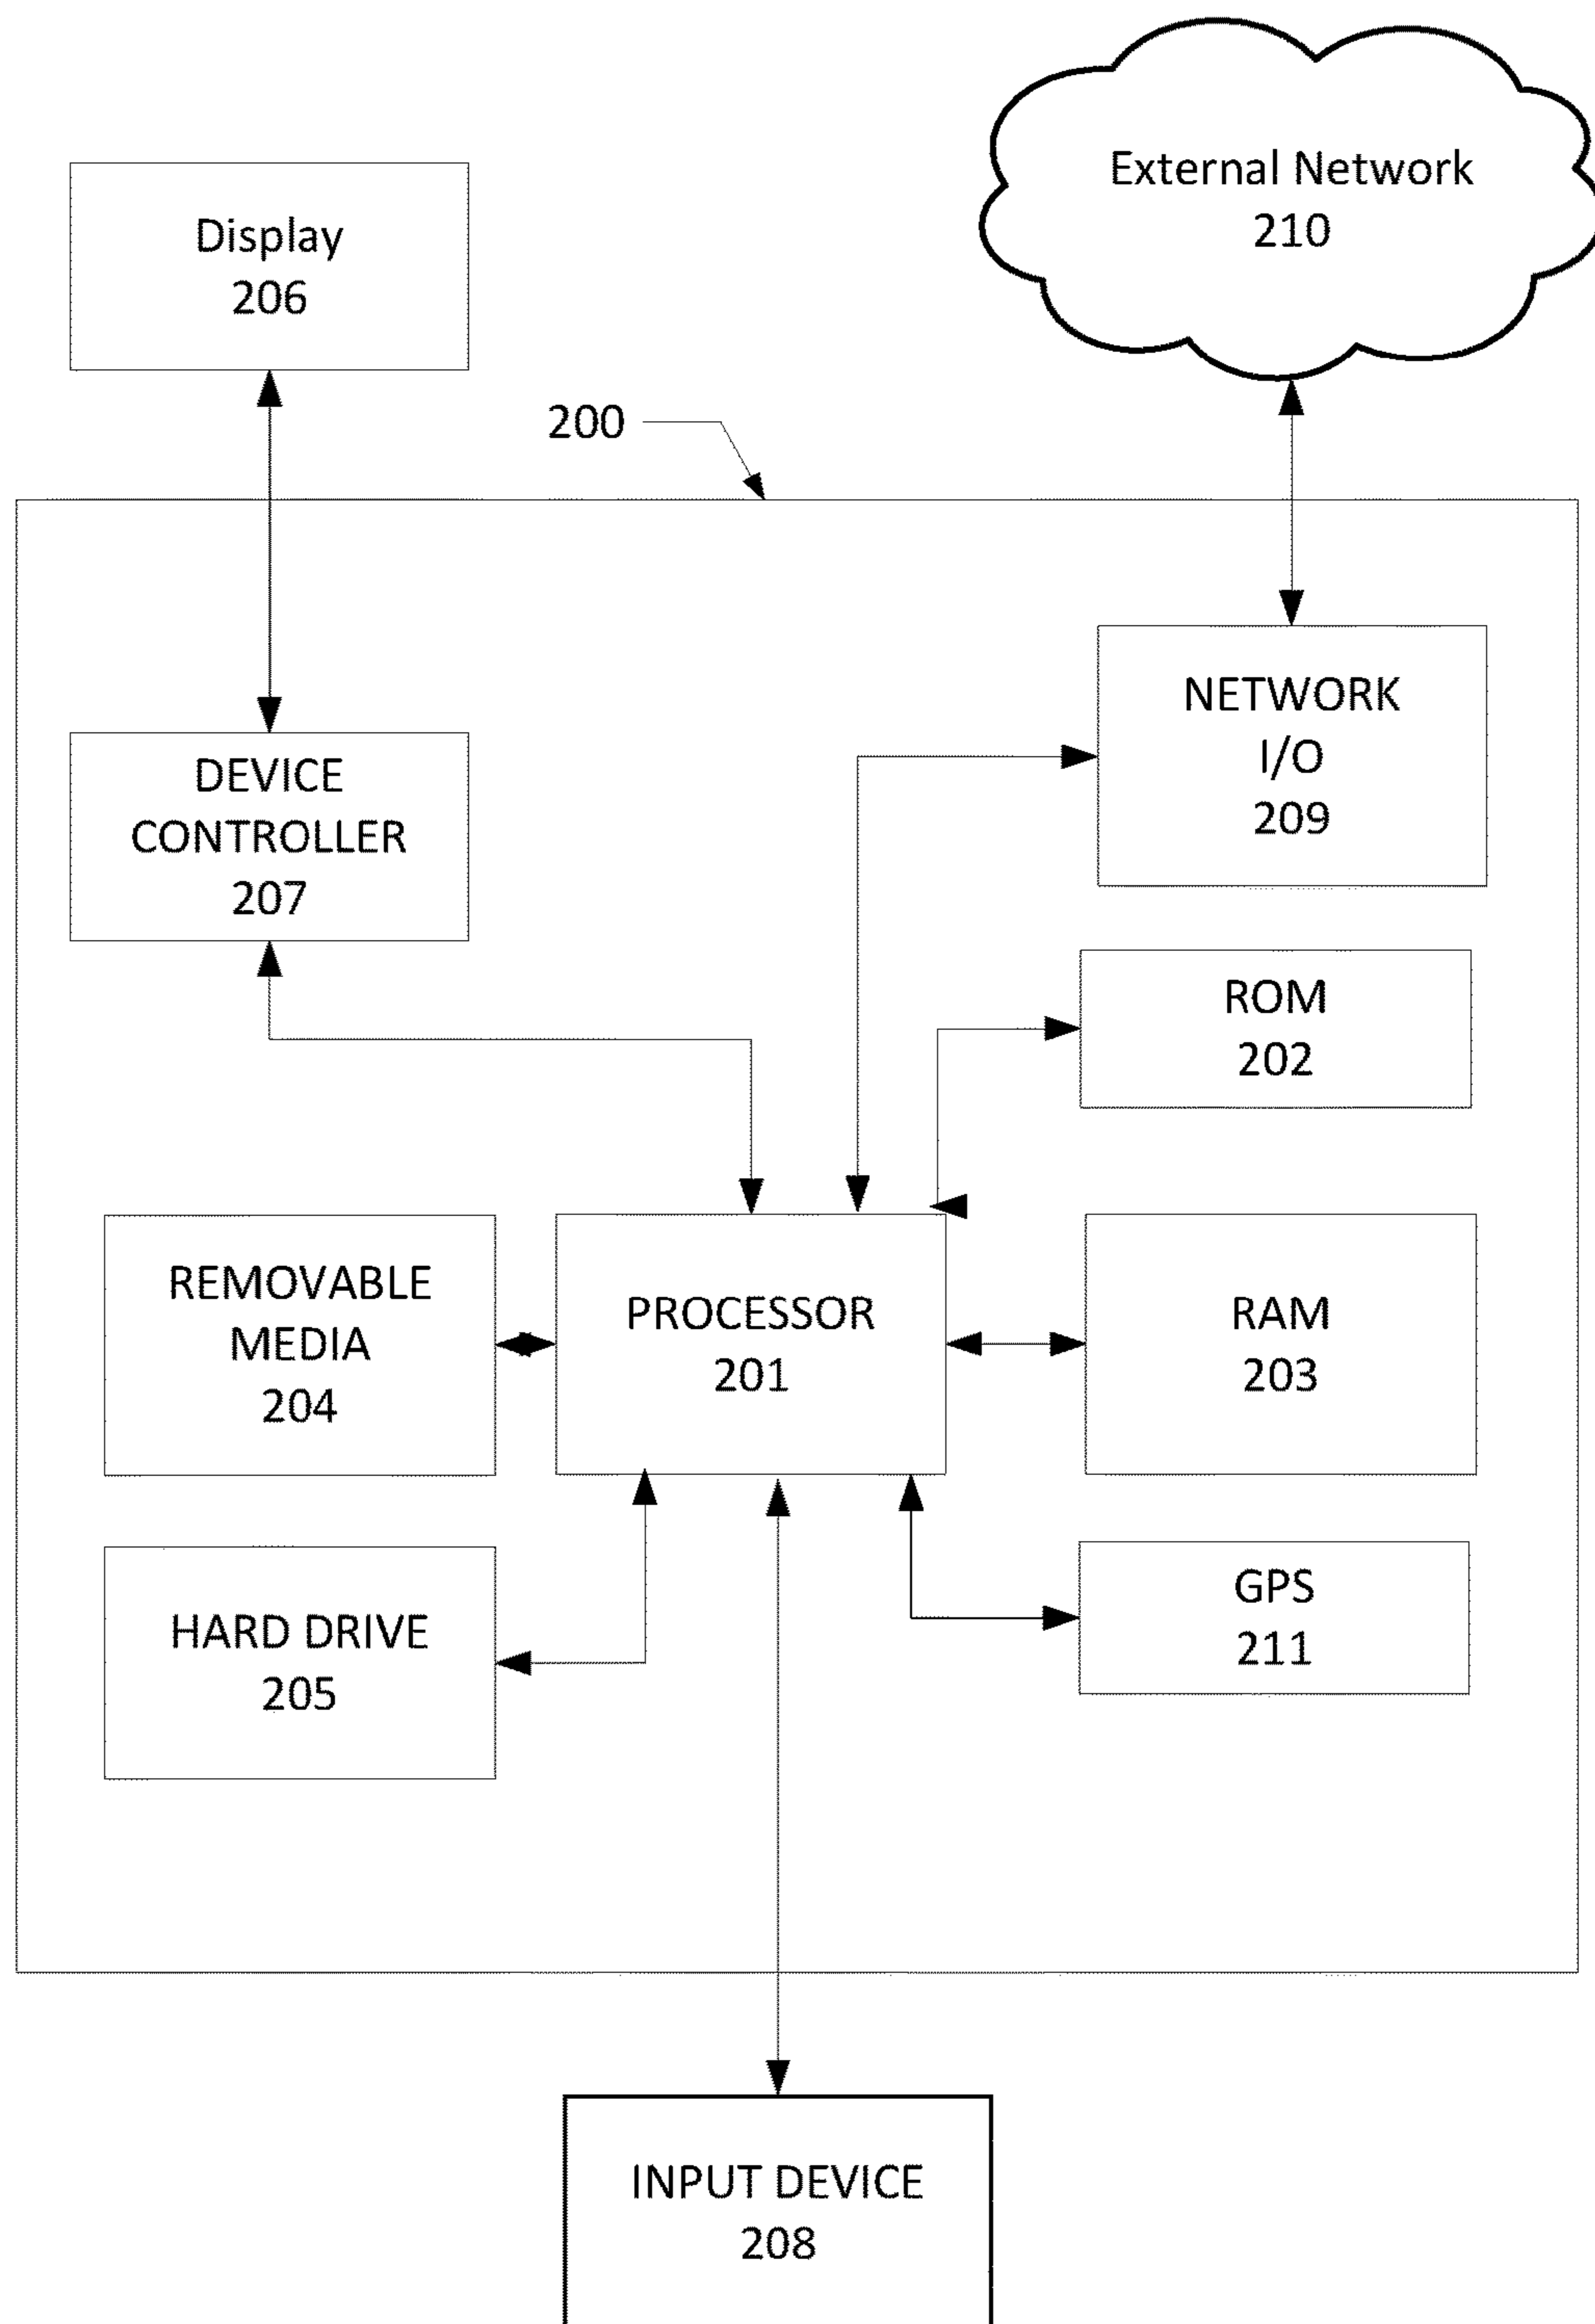 External Network
210
Display
206
200
NETWORK
I/O
209
DEVICE
CONTROLLER
207
ROM
202
REMOVABLE
MEDIA
204
PROCESSOR
201
RAM
203
HARD DRIVE
205
GPS
211
INPUT DEVICE
208